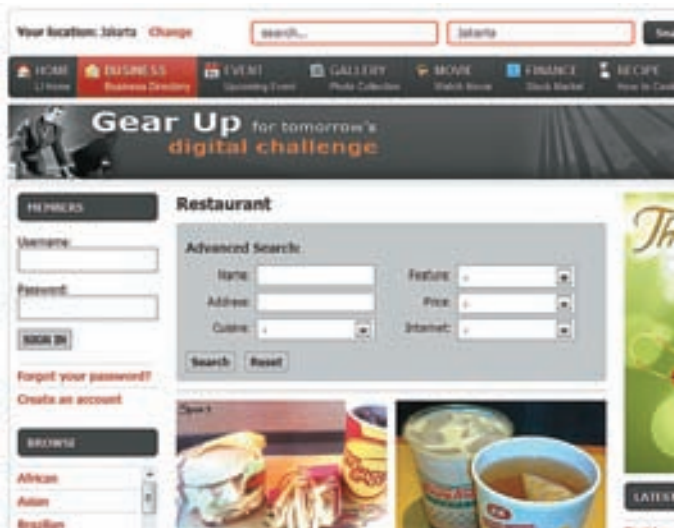 Your location: Jakarta Change
search...
Jakarta
HOME
BUSINESS
Business Directory
EVENT
Upcoming Event
GALLERY
Photo Collection
MOVIE
Watch Movie
FINANCE
Stock Market
RECIPE
How to
Gear Up for tomorrow's
digital challenge
MEMBERS
Username:
Password:
SIGN IN
Forgot your password?
Create an account
BROWSE
African
Asian
Brazilian
Restaurant
Advanced Search:
Name:
Address:
Cuisine:
Feature:
Price:
Internet:
Search
Reset